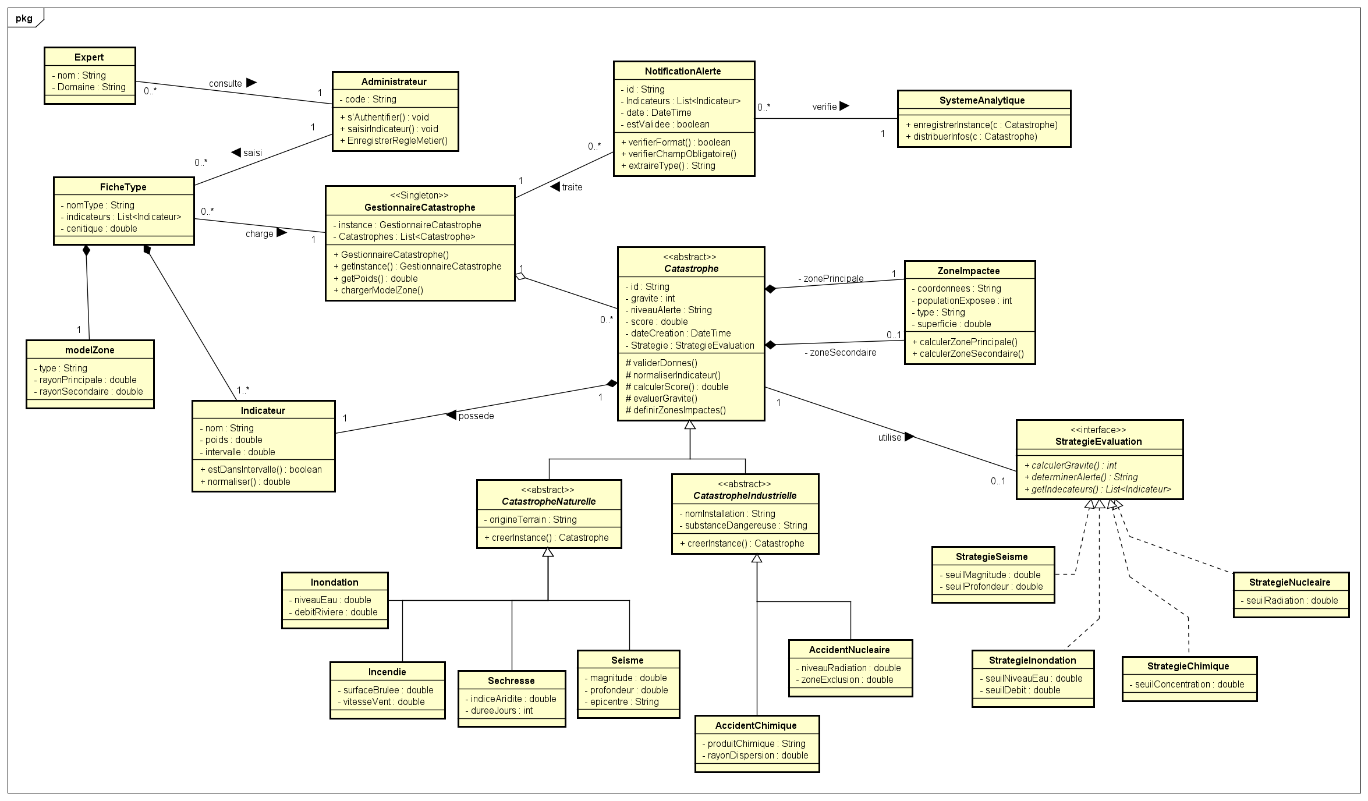 pkg
Expert
- nom : String
- Domaine : String
0..*
consulte
1
Administrateur
- code : String
+ s'Authentifier() : void
+ saisirIndicateur() : void
+ EnregistrerRegleMetier()
1
saisi
0..*
FicheType
- nomType : String
- indicateurs : List<Indicateur>
- cenitique : double
0..*
charge
1
<<Singleton>>
GestionnaireCatastrophe
- instance : GestionnaireCatastrophe
- Catastrophes : List<Catastrophe>
+ GestionnaireCatastrophe()
+ getInstance() : GestionnaireCatastrophe
+ getPoids() : double
+ chargerModelZone()
1
traite
0..*
NotificationAlerte
- id : String
- Indicateurs : List<Indicateur>
- date : DateTime
- estValidee : boolean
+ verifierFormat() : boolean
+ verifierChampObligatoire()
+ extraireType() : String
0..*
verifie
1
SystemeAnalytique
+ enregistrerInstance(c : Catastrophe)
+ distribuerInfos(c : Catastrophe)
1
0..*
<<abstract>>
Catastrophe
- id : String
- gravite : int
- niveauAlerte : String
- score : double
- dateCreation : DateTime
- Strategie : StrategieEvaluation
# validerDonnes()
# normaliserIndicateur()
# calculerScore() : double
# evaluerGravite()
# definirZonesImpactes()
- zonePrincipale
1
- zoneSecondaire
0..1
ZoneImpactee
- coordonnees : String
- populationExposee : int
- type : String
- superficie : double
+ calculerZonePrincipale()
+ calculerZoneSecondaire()
1
modelZone
- type : String
- rayonPrincipale : double
- rayonSecondaire : double
1..*
Indicateur
- nom : String
- poids : double
- intervalle : double
+ estDansIntervalle() : boolean
+ normaliser() : double
1
possede
1
1
utilise
0..1
<<interface>>
StrategieEvaluation
+ calculerGravite() : int
+ determinerAlerte() : String
+ getIndecateurs() : List<Indicateur>
<<abstract>>
CatastropheNaturelle
- origineTerrain : String
+ creerInstance() : Catastrophe
<<abstract>>
CatastropheIndustrielle
- nomInstallation : String
- substanceDangereuse : String
+ creerInstance() : Catastrophe
Inondation
- niveauEau : double
- debitRiviere : double
Incendie
- surfaceBrulee : double
- vitesseVent : double
Sechresse
- indiceAridite : double
- dureeJours : int
Seisme
- magnitude : double
- profondeur : double
- epicentre : String
AccidentNucleaire
- niveauRadiation : double
- zoneExclusion : double
AccidentChimique
- produitChimique : String
- rayonDispersion : double
StrategieSeisme
- seuilMagnitude : double
- seuilProfondeur : double
StrategieNucleaire
- seuilRadiation : double
StrategieInondation
- seuilNiveauEau : double
- seuilDebit : double
StrategieChimique
- seuilConcentration : double